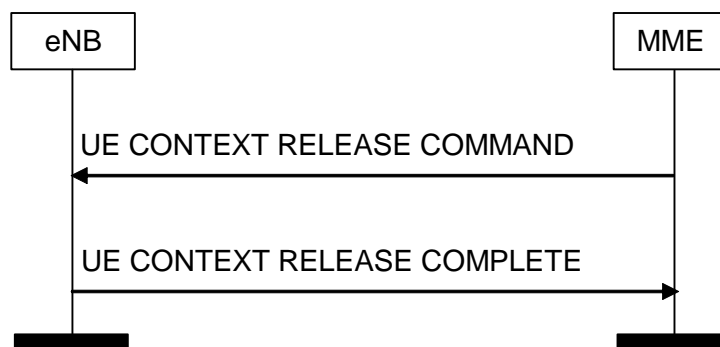 eNB
MME
UE CONTEXT RELEASE COMMAND
UE CONTEXT RELEASE COMPLETE